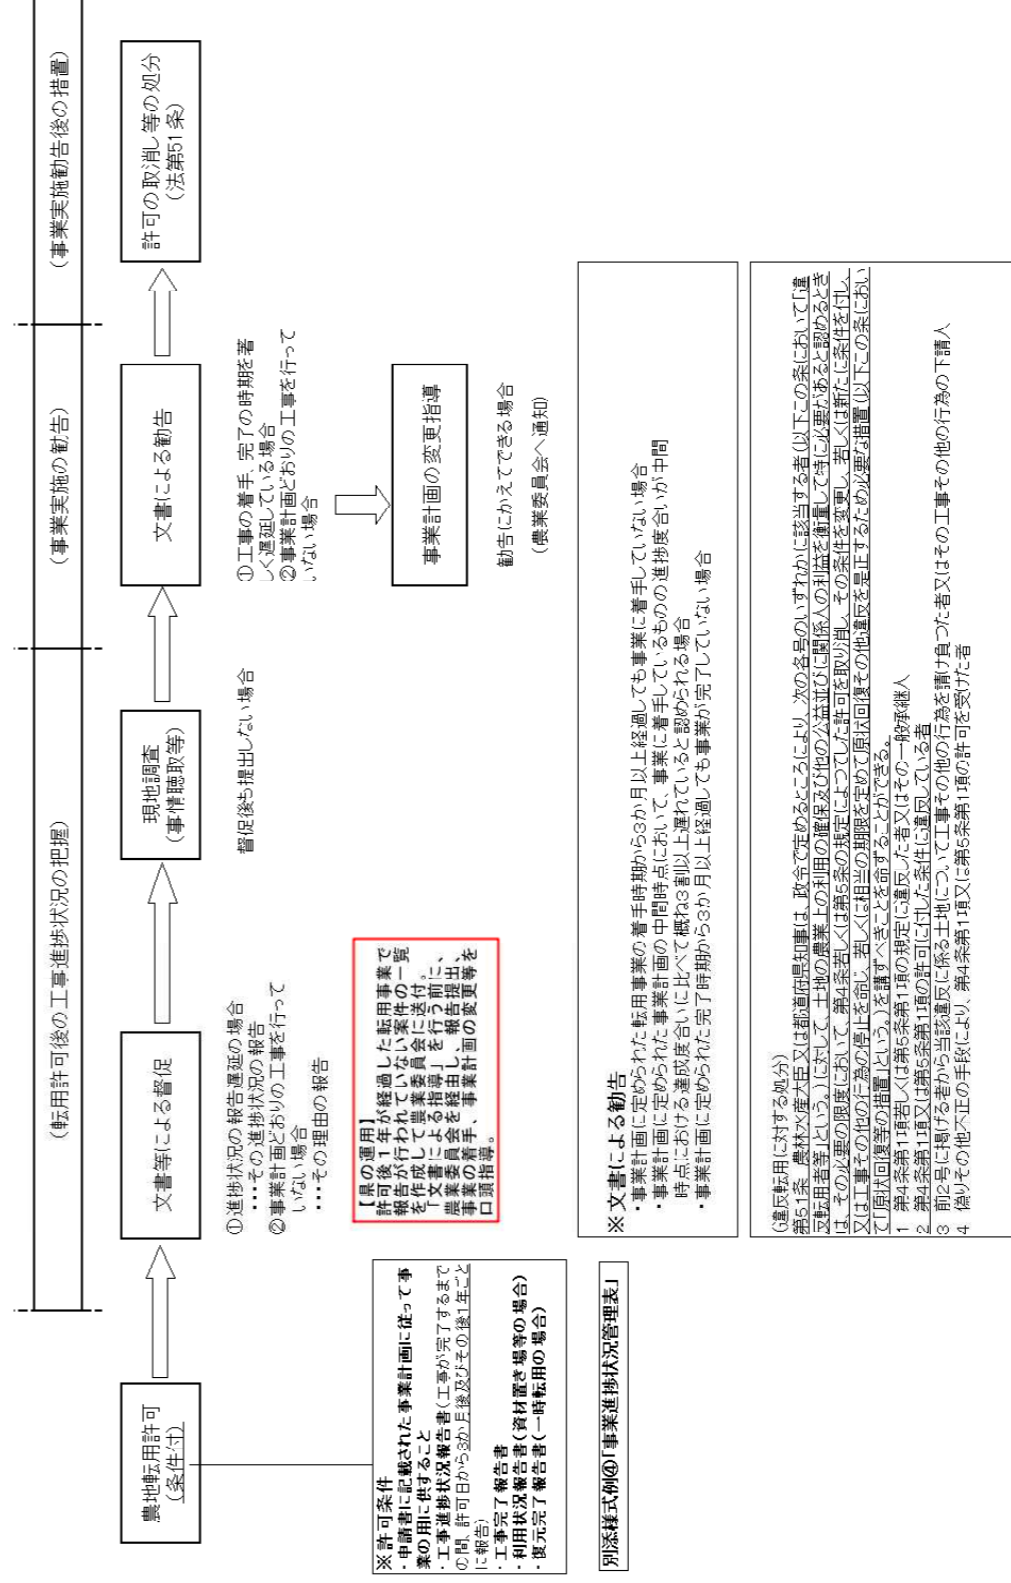 （転用許可後の工事進捗状況の把握）
（事業実施の勧告）
（事業実施勧告後の措置）
農地転用許可
（条件付）
文書等による督促
現地調査
（事情聴取等）
文書による勧告
許可の取消し等の処分
（法第51条）
①進捗状況の報告遅延の場合
・・・その進捗状況の報告
②事業計画どおりの工事を行って
いない場合
・・・その理由の報告
督促後も提出しない場合
①工事の着手、完了の時期を著
しく遅延している場合
②事業計画どおりの工事を行って
いない場合
事業計画の変更指導
勧告にかえてできる場合
（農業委員会へ通知）
【県の運用】
許可後１年が経過した転用事業で
報告が行われていない案件の一覧
を作成して農業委員会に送付。
「文書による指導」を行う前に、
農業委員会を経由し、報告提出、
事業の着手、事業計画の変更等を
口頭指導。
※許可条件
・申請書に記載された事業計画に従って事
業の用に供すること
・工事進捗状況報告書（工事が完了するまで
の間、許可日から3か月後及びその後1年ごと
に報告）
・工事完了報告書
・利用状況報告書（資材置き場等の場合）
・復元完了報告書（一時転用の場合）
別添様式例④「事業進捗状況管理表」
※文書による勧告
・事業計画に定められた転用事業の着手時期から3か月以上経過しても事業に着手していない場合
・事業計画に定められた事業計画の中間時点において、事業に着手しているものの進捗度合いが中間
時点における達成度合いに比べて概ね3割以上遅れていると認められる場合
・事業計画に定められた完了時期から3か月以上経過しても事業が完了していない場合
（違反転用に対する処分）
第51条　農林水産大臣又は都道府県知事は、政令で定めるところにより、次の各号のいずれかに該当する者（以下この条において「違
反転用者等」という。）に対して、土地の農業上の利用の確保及び他の公益並びに関係人の利益を衡量して特に必要があると認めるとき
は、その必要の限度において、第4条若しくは第5条の規定によつてした許可を取り消し、その条件を変更し、若しくは新たに条件を付し、
又は工事その他の行為の停止を命じ、若しくは相当の期限を定めて原状回復その他違反を是正するため必要な措置（以下この条におい
て「原状回復等の措置」という。）を講ずべきことを命ずることができる。
1　第4条第1項若しくは第5条第1項の規定に違反した者又はその一般承継人
2　第4条第1項又は第5条第1項の許可に付した条件に違反している者
3　前2号に掲げる者から当該違反に係る土地について工事その他の行為を請け負つた者又はその工事その他の行為の下請人
4　偽りその他不正の手段により、第4条第1項又は第5条第1項の許可を受けた者